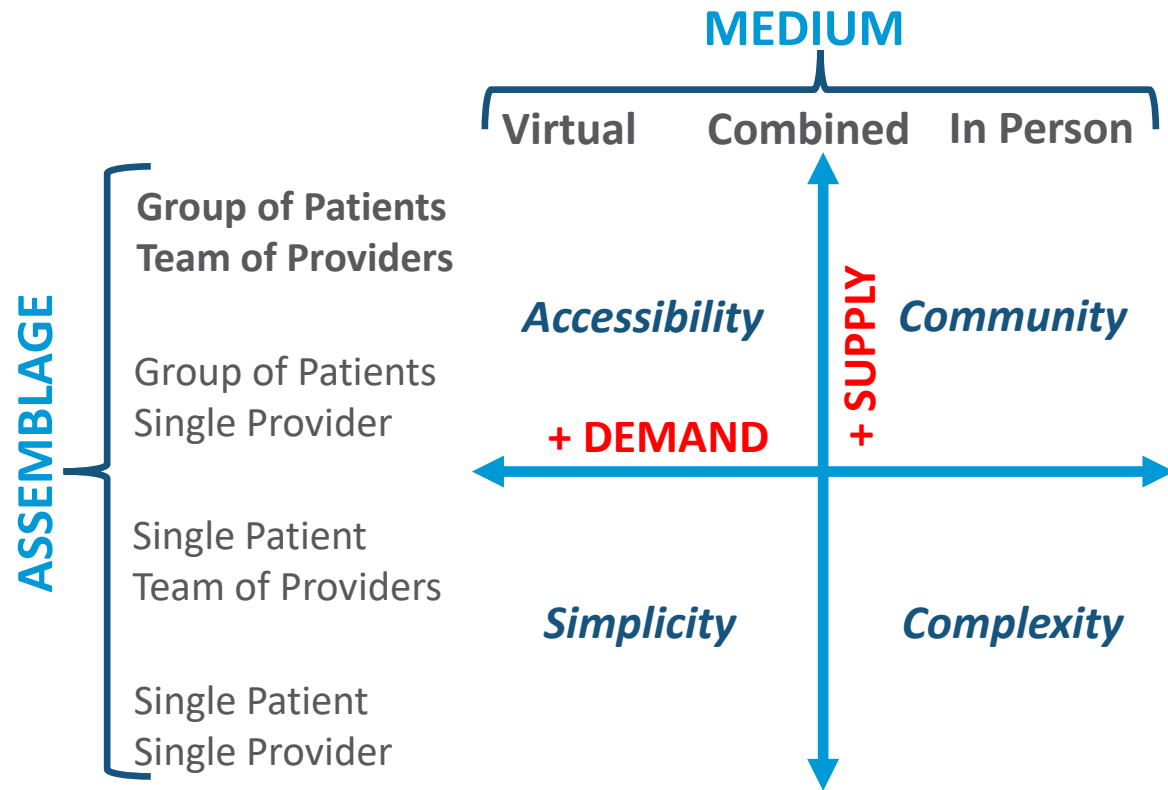 MEDIUM
Virtual Combined In Person
ASSEMBLAGE
Group of Patients
Team of Providers
Group of Patients
Single Provider
Single Patient
Team of Providers
Single Patient
Single Provider
Accessibility
+ SUPPLY
Community
+ DEMAND
Simplicity
Complexity